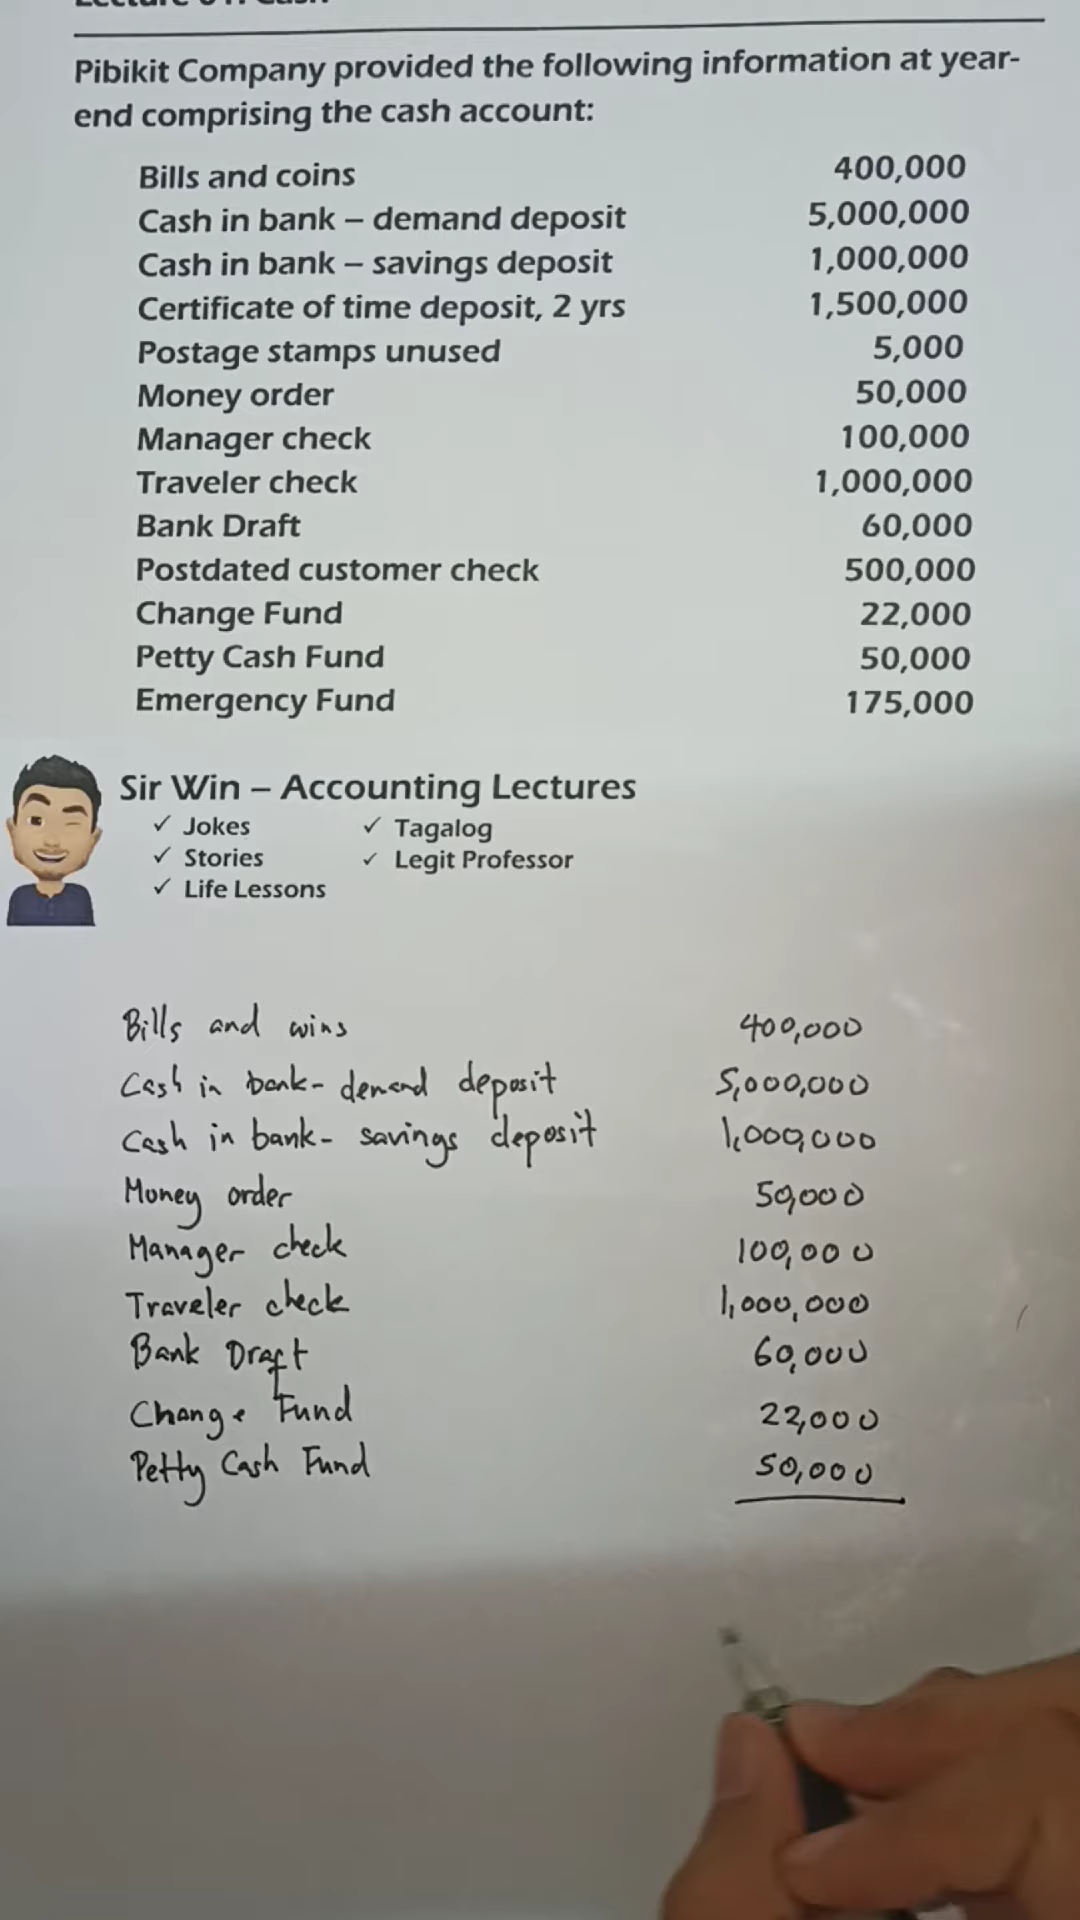 Pibikit Company provided the following information at year-
end comprising the cash account:
Bills and coins 400,000
Cash in bank – demand deposit 5,000,000
Cash in bank – savings deposit 1,000,000
Certificate of time deposit, 2 yrs 1,500,000
Postage stamps unused 5,000
Money order 50,000
Manager check 100,000
Traveler check 1,000,000
Bank Draft 60,000
Postdated customer check 500,000
Change Fund 22,000
Petty Cash Fund 50,000
Emergency Fund 175,000
Sir Win – Accounting Lectures
✓ Jokes ✓ Tagalog
✓ Stories ✓ Legit Professor
✓ Life Lessons
Bills and coins 400,000
Cash in bank - demand deposit 5,000,000
Cash in bank - savings deposit 1,000,000
Money order 50,000
Manager check 100,000
Traveler check 1,000,000
Bank Draft 60,000
Change Fund 22,000
Petty Cash Fund 50,000